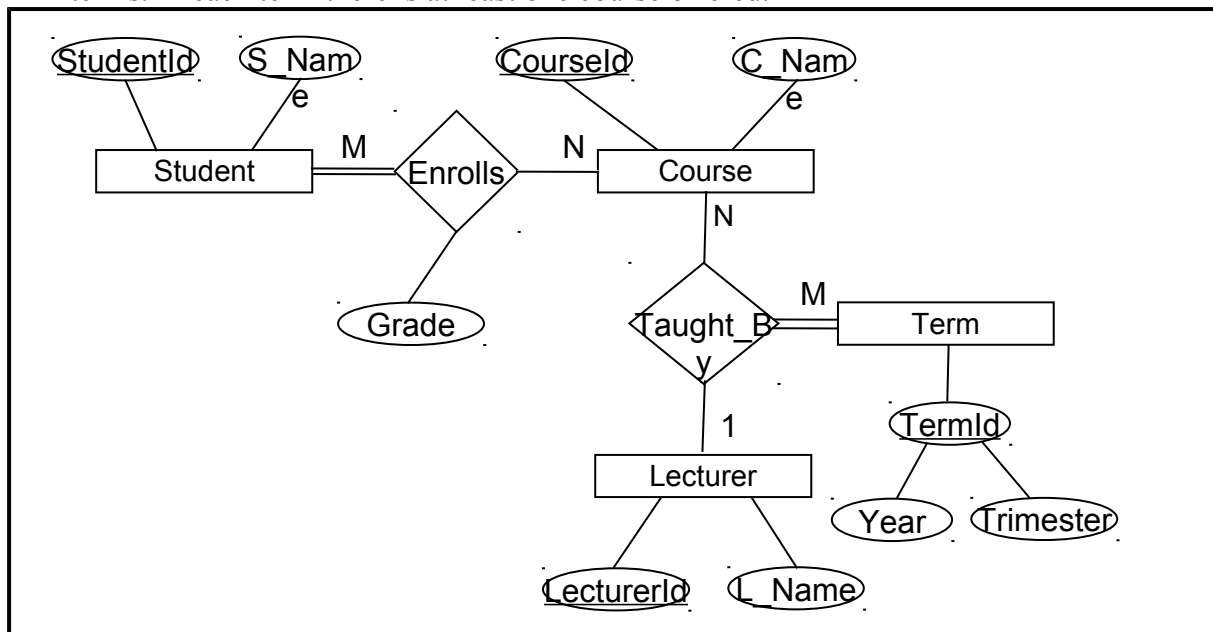 StudentId
S_Nam
e
CourseId
C_Nam
e
Student
M
Enrolls
N
Course
N
Grade
Taught_B
y
M
Term
1
TermId
Lecturer
Year
Trimester
LecturerId
L_Name